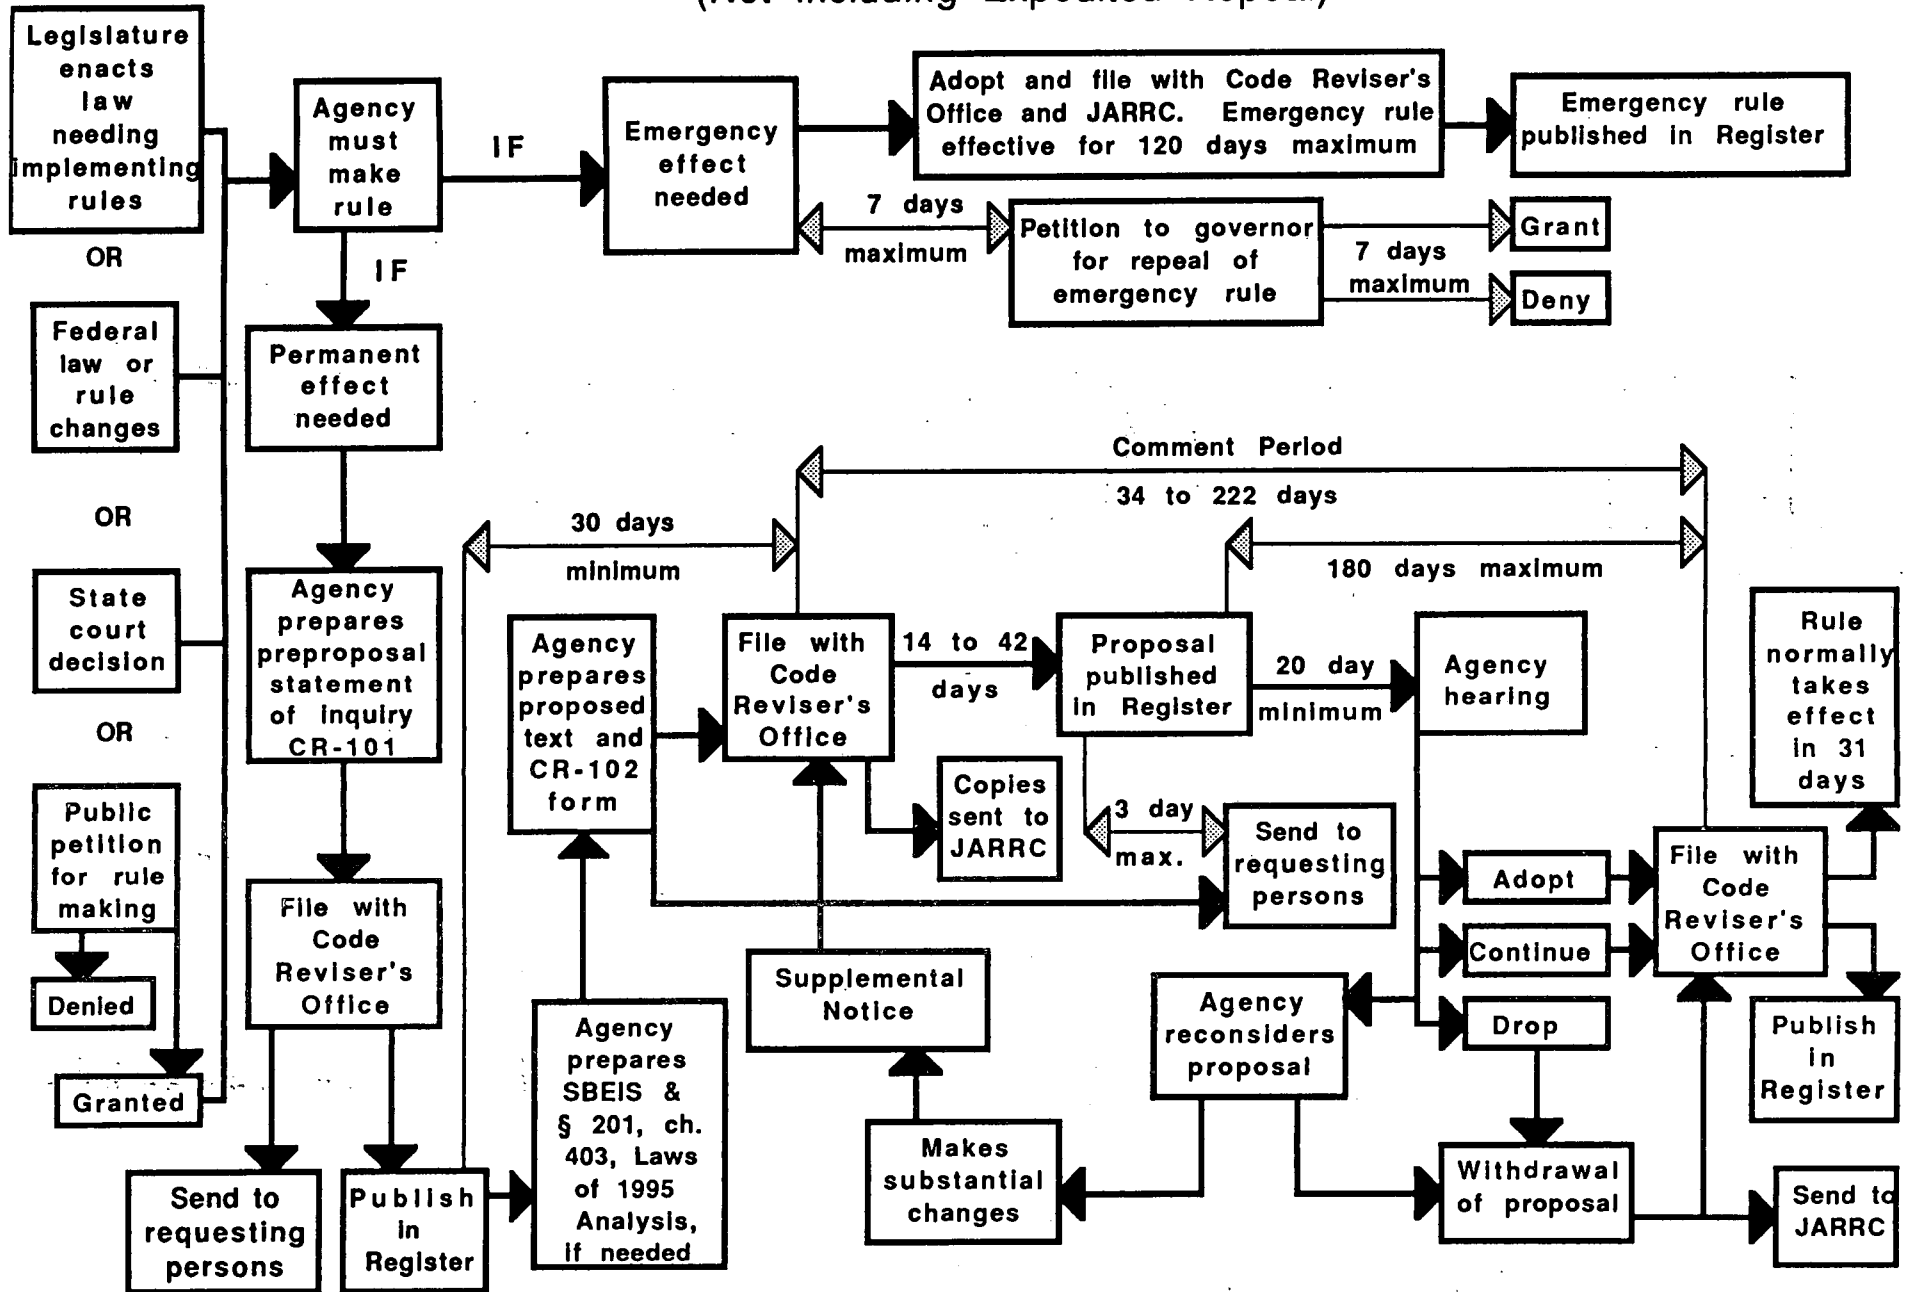 (Not Including Expedited Repeal)
Legislature
enacts
law
needing
implementing
rules
OR
Federal
law or
rule
changes
OR
State
court
decision
OR
Public
petition
for rule
making
Denied
Granted
Agency
must
make
rule
IF
IF
Emergency
effect
needed
Adopt and file with Code Reviser's
Office and JARRC. Emergency rule
effective for 120 days maximum
Emergency rule
published in Register
7 days
maximum
Petition to governor
for repeal of
emergency rule
7 days
maximum
Grant
Deny
Permanent
effect
needed
Agency
prepares
preproposal
statement
of inquiry
CR-101
File with
Code
Reviser's
Office
Send to
requesting
persons
Publish
in
Register
30 days
minimum
Agency
prepares
SBEIS &
§ 201, ch.
403, Laws
of 1995
Analysis,
if needed
Agency
prepares
proposed
text and
CR-102
form
File with
Code
Reviser's
Office
Comment Period
34 to 222 days
180 days maximum
14 to 42
days
Proposal
published
in Register
20 day
minimum
Agency
hearing
Copies
sent to
JARRC
3 day
max.
Send to
requesting
persons
Supplemental
Notice
Makes
substantial
changes
Agency
reconsiders
proposal
Adopt
Continue
Drop
Withdrawal
of proposal
File with
Code
Reviser's
Office
Rule
normally
takes
effect
in 31
days
Publish
in
Register
Send to
JARRC